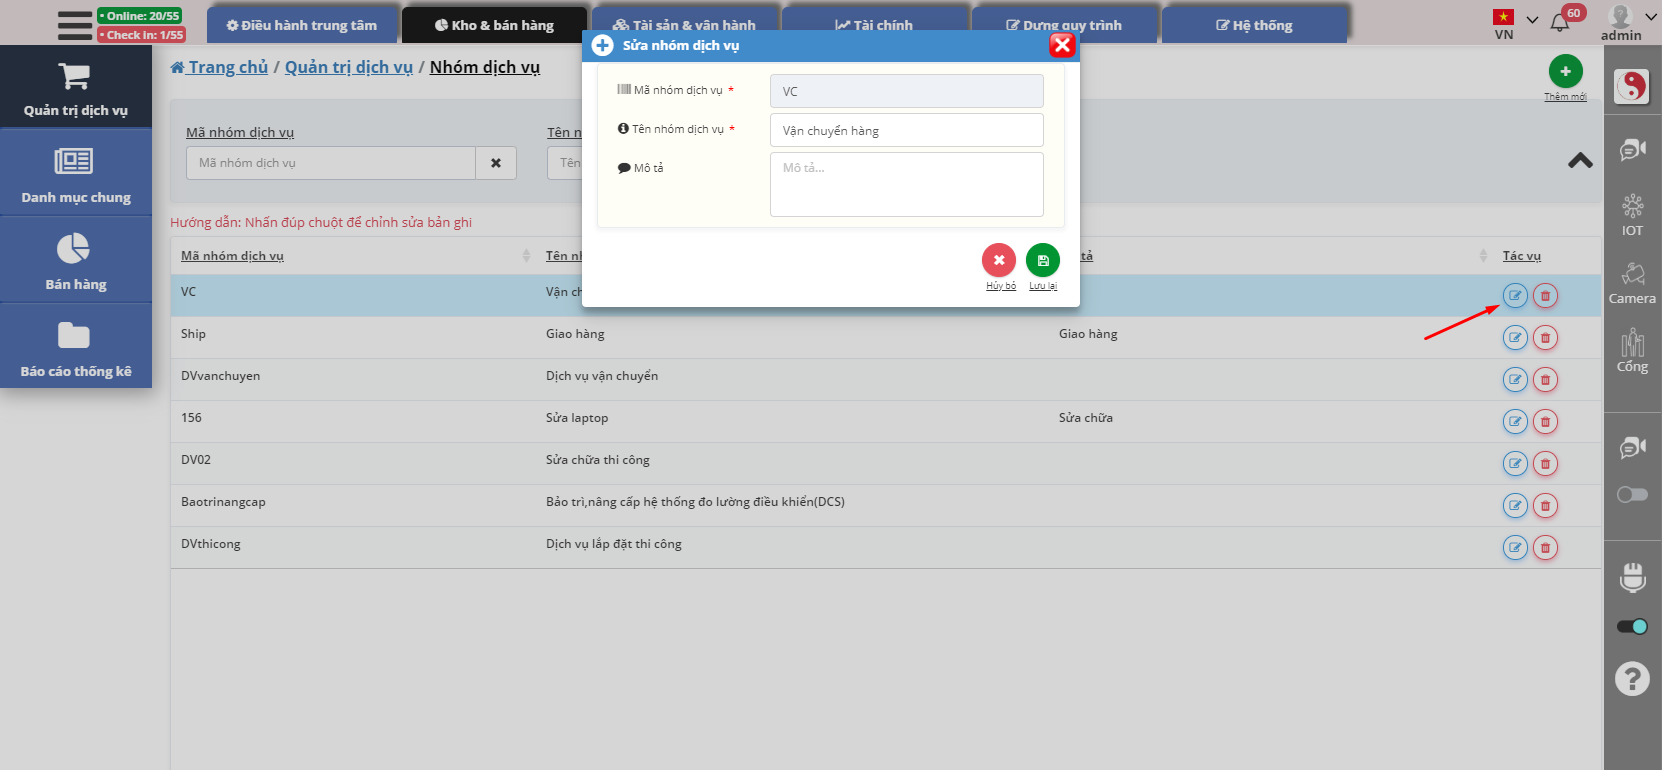 • Online: 20/55
• Check in: 1/55
Điều hành trung tâm
Kho & bán hàng
Tài sản & vận hành
Tài chính
Dựng quy trình
Hệ thống
VN
60
admin
Quản trị dịch vụ
Danh mục chung
Bán hàng
Báo cáo thống kê
Trang chủ / Quản trị dịch vụ / Nhóm dịch vụ
Thêm mới
Mã nhóm dịch vụ
Tên n
Mã nhóm dịch vụ
Tên
Sửa nhóm dịch vụ
Mã nhóm dịch vụ *
VC
Tên nhóm dịch vụ *
Vận chuyển hàng
Mô tả
Mô tả...
Hủy bỏ
Lưu lại
Hướng dẫn: Nhấn đúp chuột để chỉnh sửa bản ghi
Mã nhóm dịch vụ Tên nh tả Tác vụ
VC Vận ch
Ship Giao hàng Giao hàng
DVvanchuyen Dịch vụ vận chuyển
156 Sửa laptop Sửa chữa
DV02 Sửa chữa thi công
Baotrinangcap Bảo trì,nâng cấp hệ thống đo lường điều khiển(DCS)
DVthicong Dịch vụ lắp đặt thi công
IOT
Camera
Cổng